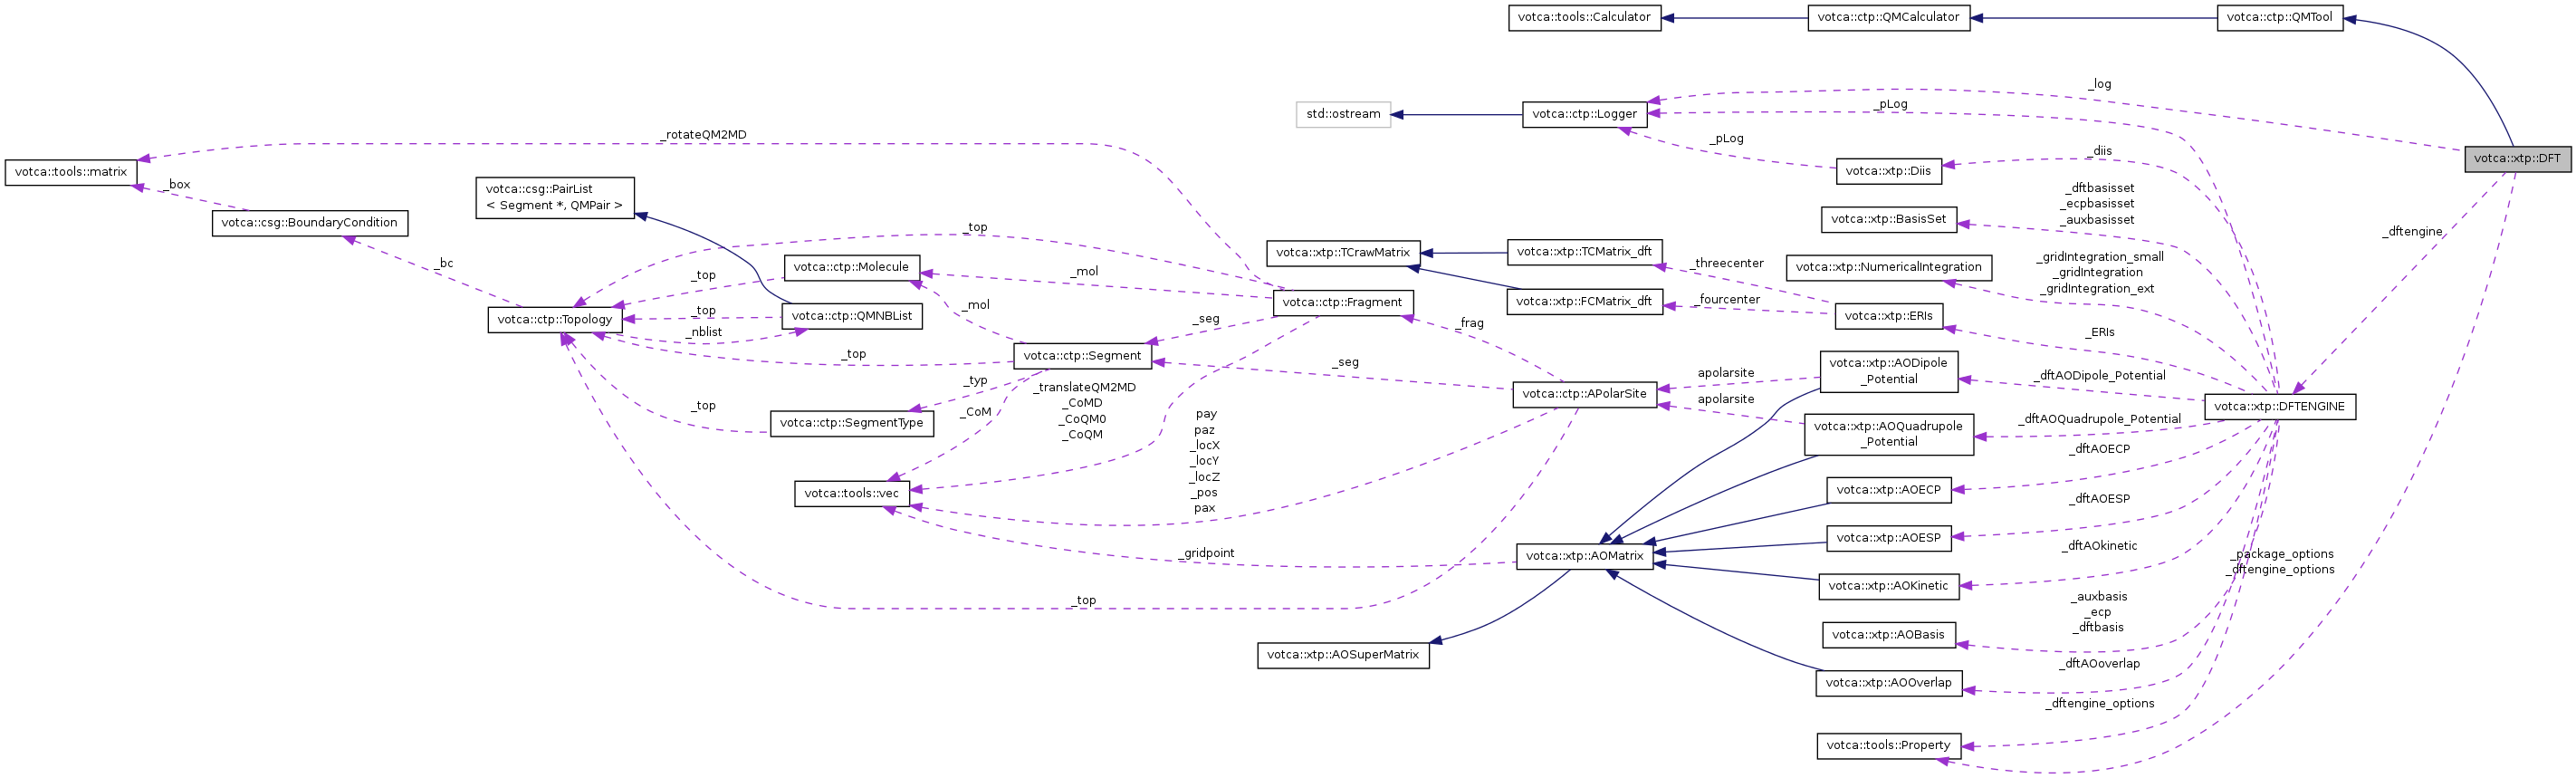 votca::tools::Calculator
votca::ctp::QMCalculator
votca::ctp::QMTool
_log
_pLog
std::ostream
votca::ctp::Logger
_rotateQM2MD
_pLog
_diis
votca::xtp::DFT
votca::tools::matrix
votca::xtp::Diis
_box
votca::csg::PairList
< Segment *, QMPair >
_dftbasisset
_ecpbasisset
_auxbasisset
votca::xtp::BasisSet
votca::csg::BoundaryCondition
_top
_dftengine
_bc
votca::xtp::TCrawMatrix
votca::xtp::TCMatrix_dft
_threecenter
_gridIntegration_small
_gridIntegration
_gridIntegration_ext
votca::xtp::NumericalIntegration
votca::ctp::Molecule
_top
_mol
votca::ctp::Fragment
votca::xtp::FCMatrix_dft
_fourcenter
_mol
_top
votca::ctp::QMNBList
votca::ctp::Topology
_nblist
_seg
_frag
votca::xtp::ERIs
_ERIs
_top
votca::ctp::Segment
_seg
votca::xtp::AODipole
_Potential
apolarsite
_dftAODipole_Potential
_typ
_translateQM2MD
_CoMD
_CoQM0
_CoQM
votca::ctp::APolarSite
apolarsite
votca::xtp::DFTENGINE
_top
_CoM
votca::ctp::SegmentType
pay
paz
_locX
_locY
_locZ
_pos
pax
votca::xtp::AOQuadrupole
_Potential
_dftAOQuadrupole_Potential
_dftAOECP
votca::tools::vec
votca::xtp::AOECP
_dftAOESP
votca::xtp::AOESP
_gridpoint
votca::xtp::AOMatrix
_dftAOkinetic
_package_options
_dftengine_options
votca::xtp::AOKinetic
_top
_auxbasis
_ecp
_dftbasis
votca::xtp::AOBasis
votca::xtp::AOSuperMatrix
_dftAOoverlap
votca::xtp::AOOverlap
_dftengine_options
votca::tools::Property